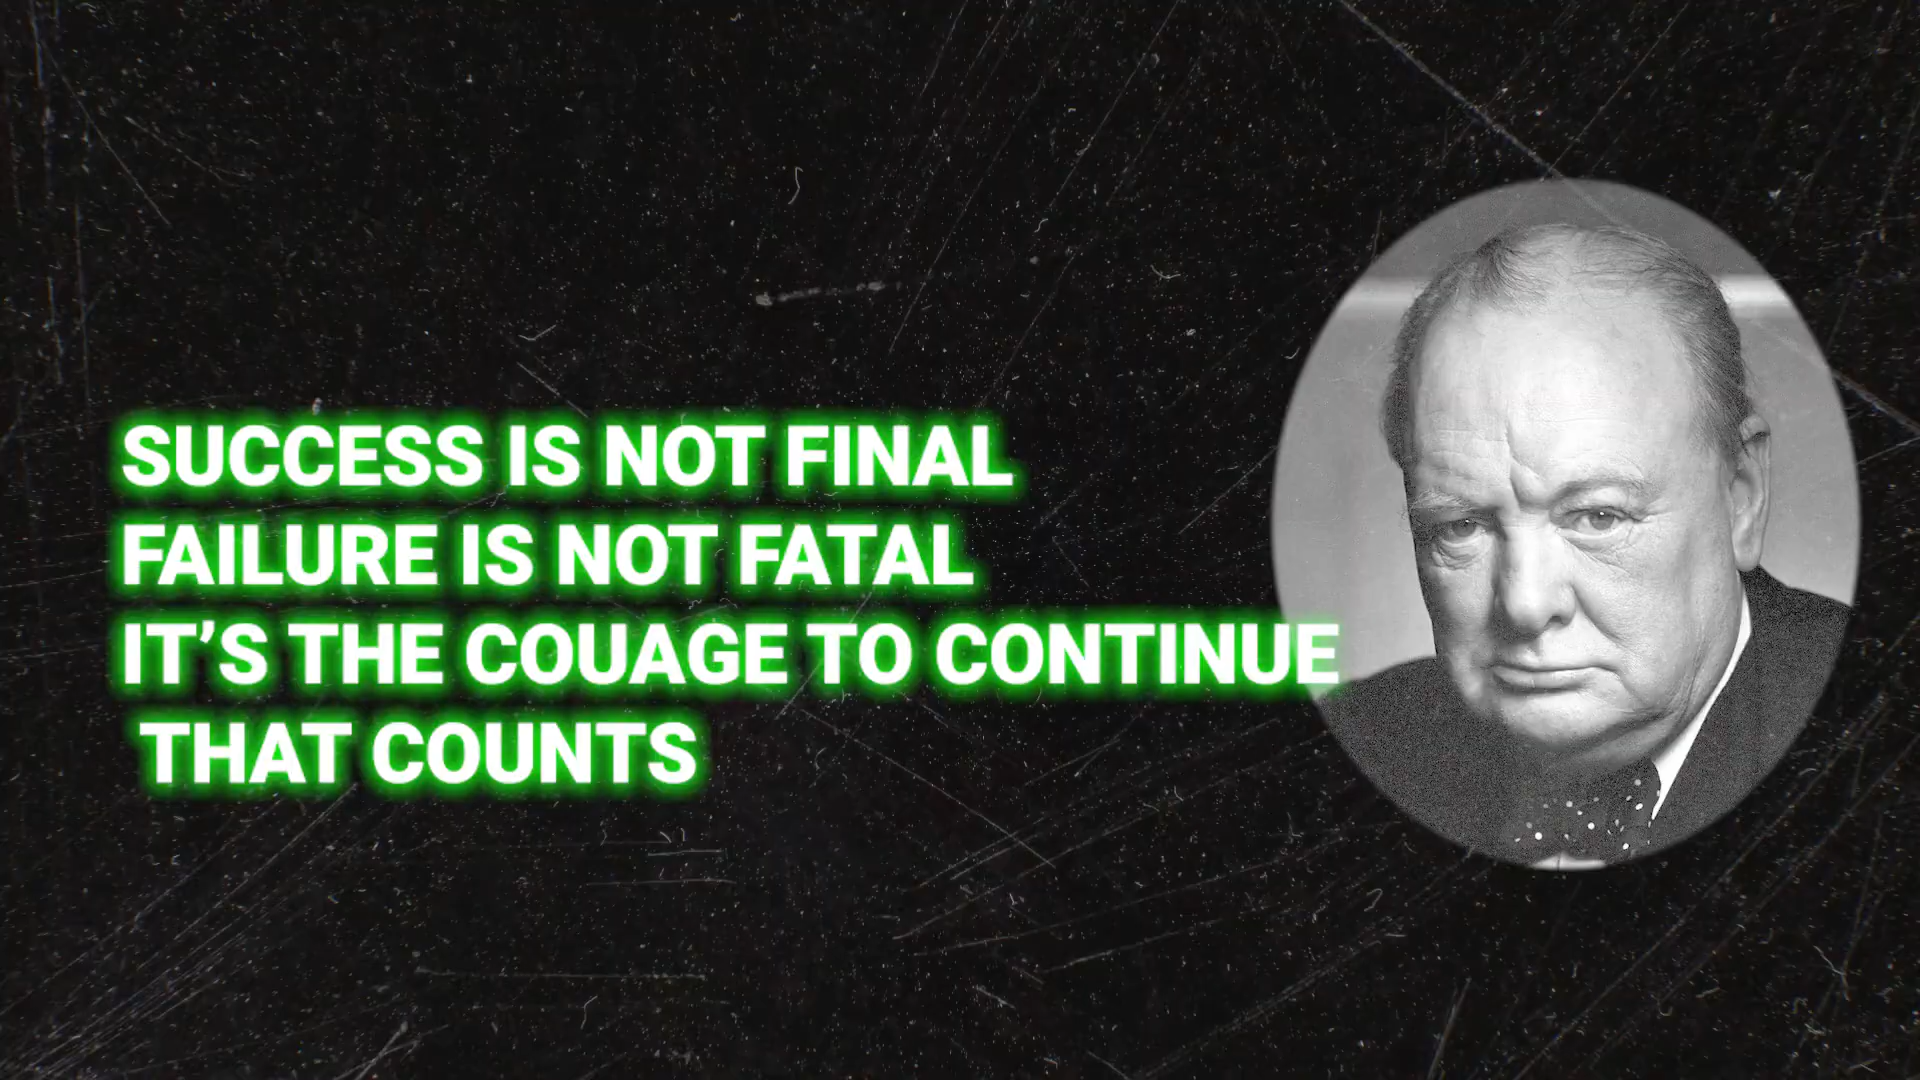 SUCCESS IS NOT FINAL
FAILURE IS NOT FATAL
IT’S THE COUAGE TO CONTINUE
THAT COUNTS